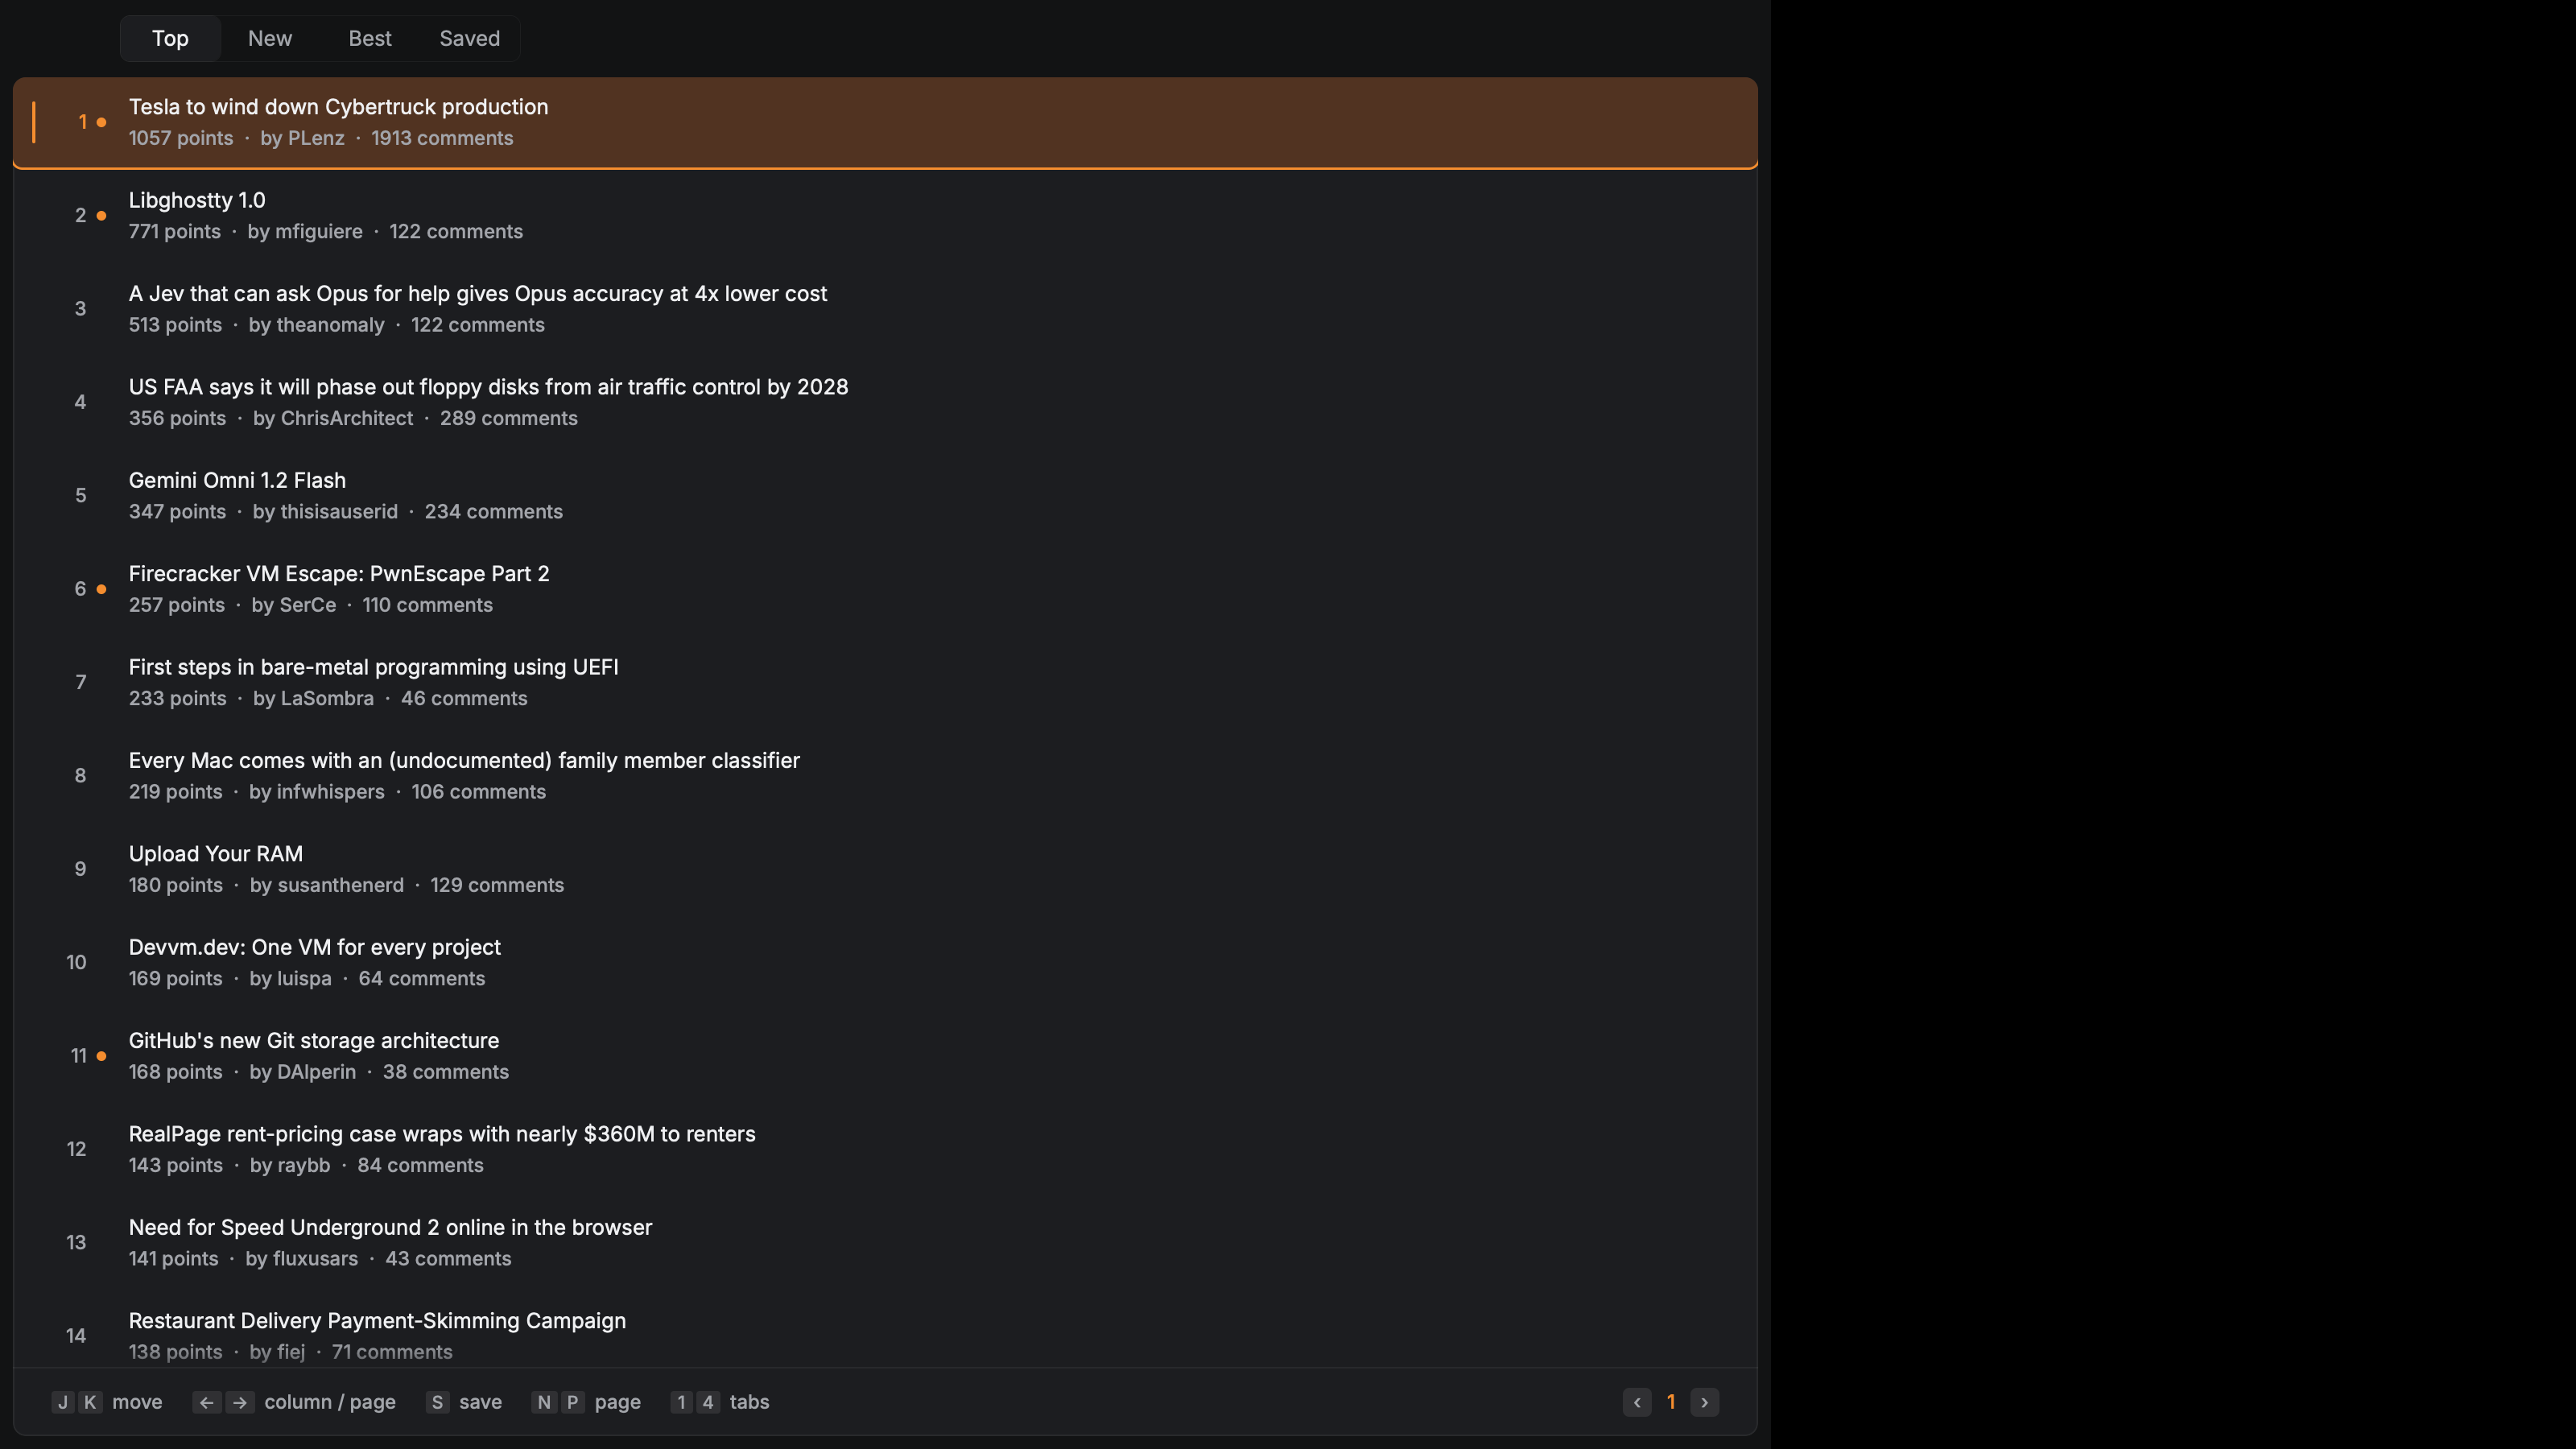 Top New Best Saved
1 Tesla to wind down Cybertruck production
1057 points · by PLenz · 1913 comments
2 Libghostty 1.0
771 points · by mfiguiere · 122 comments
3 A Jev that can ask Opus for help gives Opus accuracy at 4x lower cost
513 points · by theanomaly · 122 comments
4 US FAA says it will phase out floppy disks from air traffic control by 2028
356 points · by ChrisArchitect · 289 comments
5 Gemini Omni 1.2 Flash
347 points · by thisisauserid · 234 comments
6 Firecracker VM Escape: PwnEscape Part 2
257 points · by SerCe · 110 comments
7 First steps in bare-metal programming using UEFI
233 points · by LaSombra · 46 comments
8 Every Mac comes with an (undocumented) family member classifier
219 points · by infwhispers · 106 comments
9 Upload Your RAM
180 points · by susanthenerd · 129 comments
10 Devvm.dev: One VM for every project
169 points · by luispa · 64 comments
11 GitHub's new Git storage architecture
168 points · by DAlperin · 38 comments
12 RealPage rent-pricing case wraps with nearly $360M to renters
143 points · by raybb · 84 comments
13 Need for Speed Underground 2 online in the browser
141 points · by fluxusars · 43 comments
14 Restaurant Delivery Payment-Skimming Campaign
138 points · by fiej · 71 comments
J K move ← → column / page S save N P page 1 4 tabs ‹ 1 ›